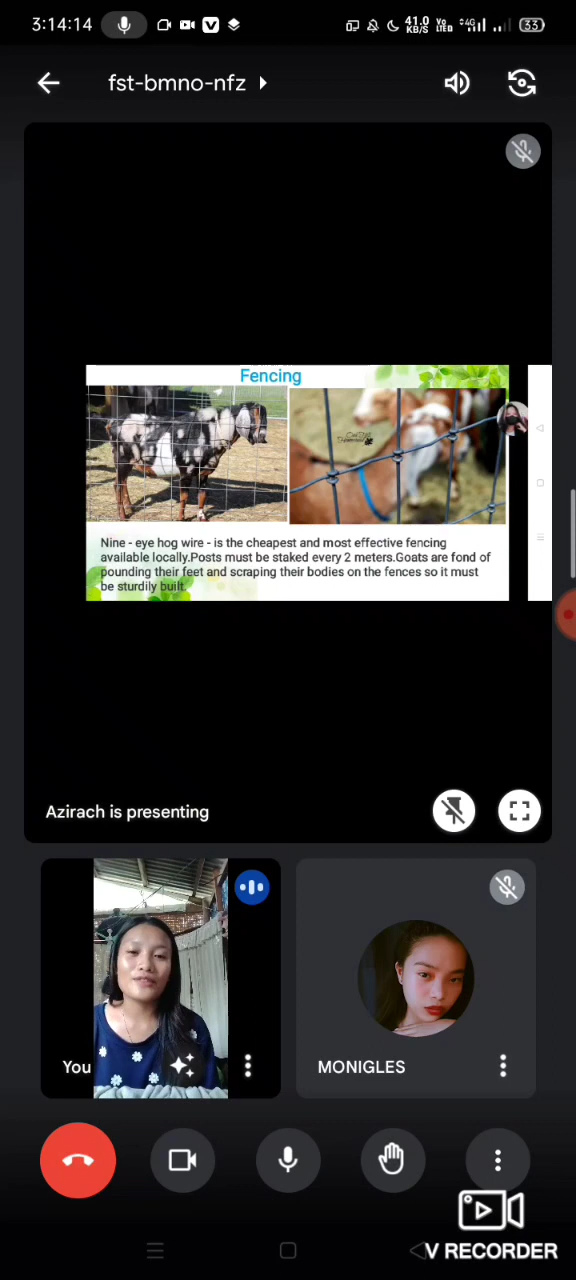 3:14:14
41.0
KB/S
Vo
LTE
4G
33
fst-bmno-nfz
Fencing
Nine - eye hog wire - is the cheapest and most effective fencing
available locally.Posts must be staked every 2 meters.Goats are fond of
pounding their feet and scraping their bodies on the fences so it must
be sturdily built.
Azirach is presenting
You
MONIGLES
V RECORDER